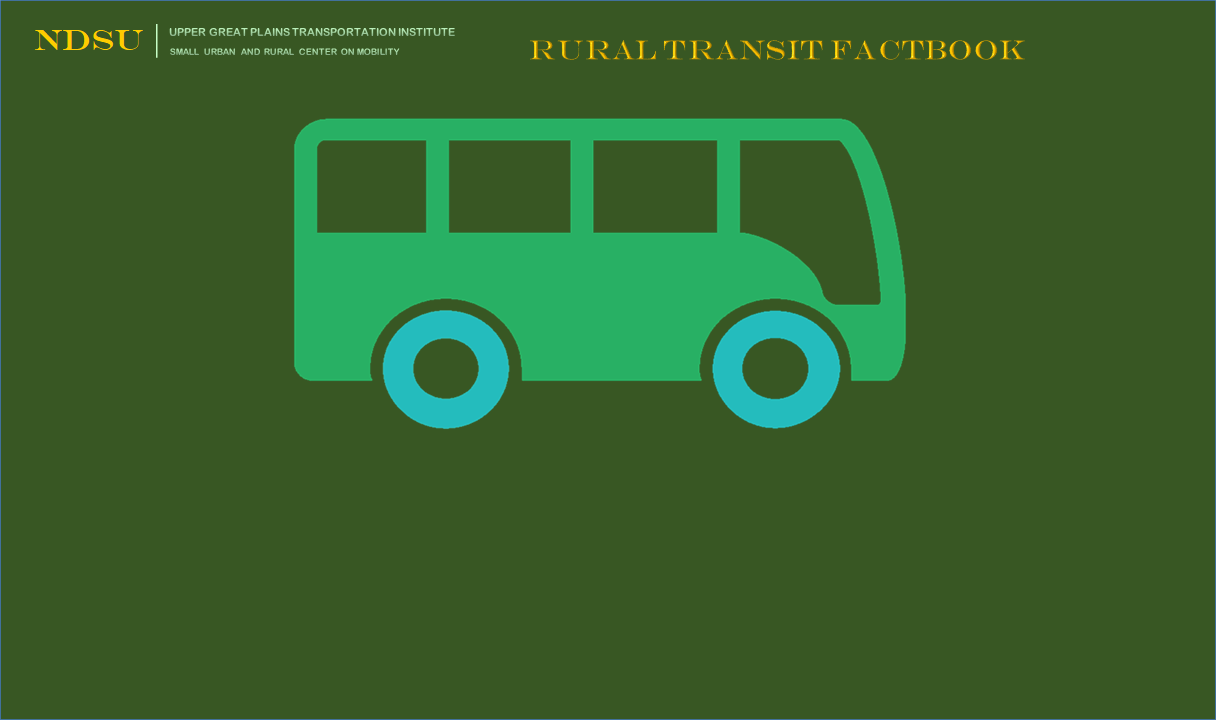 NDSU
UPPER GREAT PLAINS TRANSPORTATION INSTITUTE
SMALL URBAN AND RURAL CENTER ON MOBILITY
RURAL TRANSIT FACTBOOK